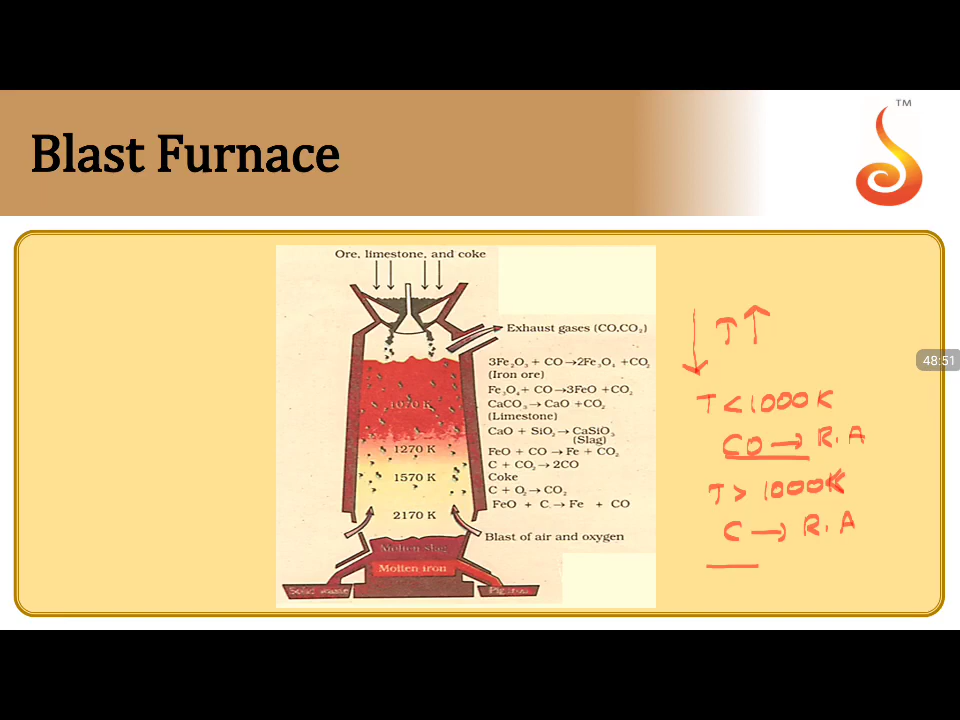 TM
Blast Furnace
Ore, limestone, and coke
Exhaust gases (CO,CO₂)
3Fe₂O₃ + CO→2Fe₃O₄ +CO₂
(Iron ore)
Fe₃O₄+ CO→3FeO +CO₂
CaCO₃→CaO +CO₂
(Limestone)
CaO + SiO₂→ CaSiO₃
(Slag)
FeO + CO→ Fe + CO₂
C + CO₂→ 2CO
Coke
C + O₂→ CO₂
FeO + C→ Fe + CO
Blast of air and oxygen
1070 K
1270 K
1570 K
2170 K
Molten slag
Molten iron
Solid waste
Pig iron
↓ T↑
T < 1000 K
CO → R.A
T > 1000K
C → R.A
48:51